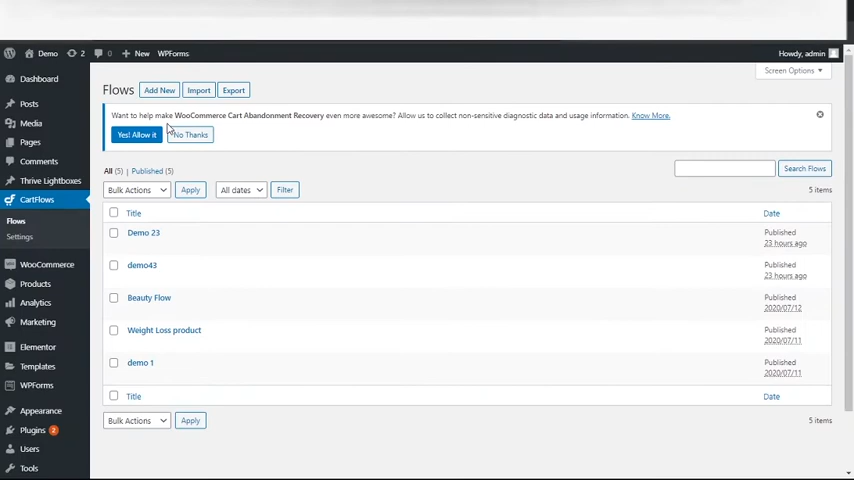 Demo 2 0 New WPForms Howdy, admin
Screen Options
Flows Add New Import Export
Want to help make WooCommerce Cart Abandonment Recovery even more awesome? Allow us to collect non-sensitive diagnostic data and usage information. Know More.
Yes! Allow it No Thanks
All (5) | Published (5)
Search Flows
Bulk Actions Apply All dates Filter 5 items
Title Date
Demo 23 Published
23 hours ago
demo43 Published
23 hours ago
Beauty Flow Published
2020/07/12
Weight Loss product Published
2020/07/11
demo 1 Published
2020/07/11
Title Date
Bulk Actions Apply 5 items
Dashboard
Posts
Media
Pages
Comments
Thrive Lightboxes
CartFlows
Flows
Settings
WooCommerce
Products
Analytics
Marketing
Elementor
Templates
WPForms
Appearance
Plugins 2
Users
Tools